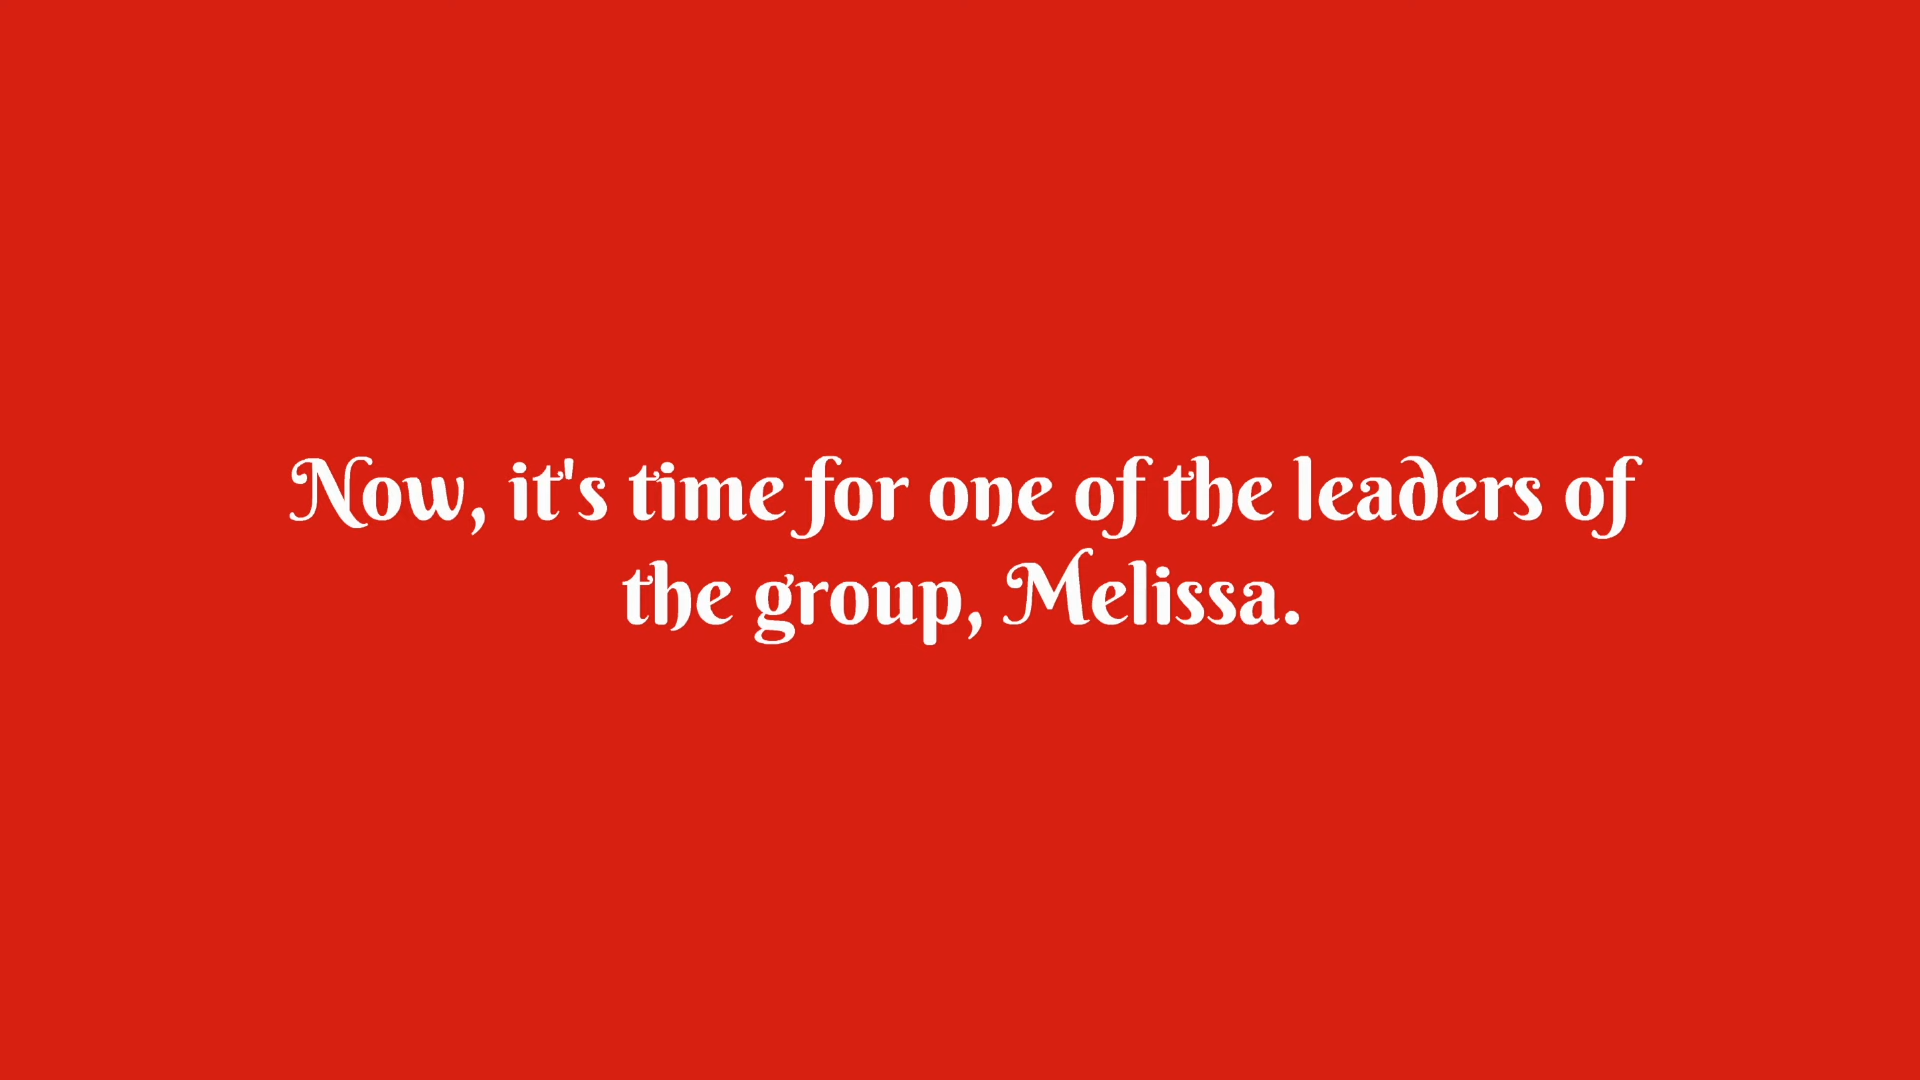 Now, it's time for one of the leaders of
the group, Melissa.